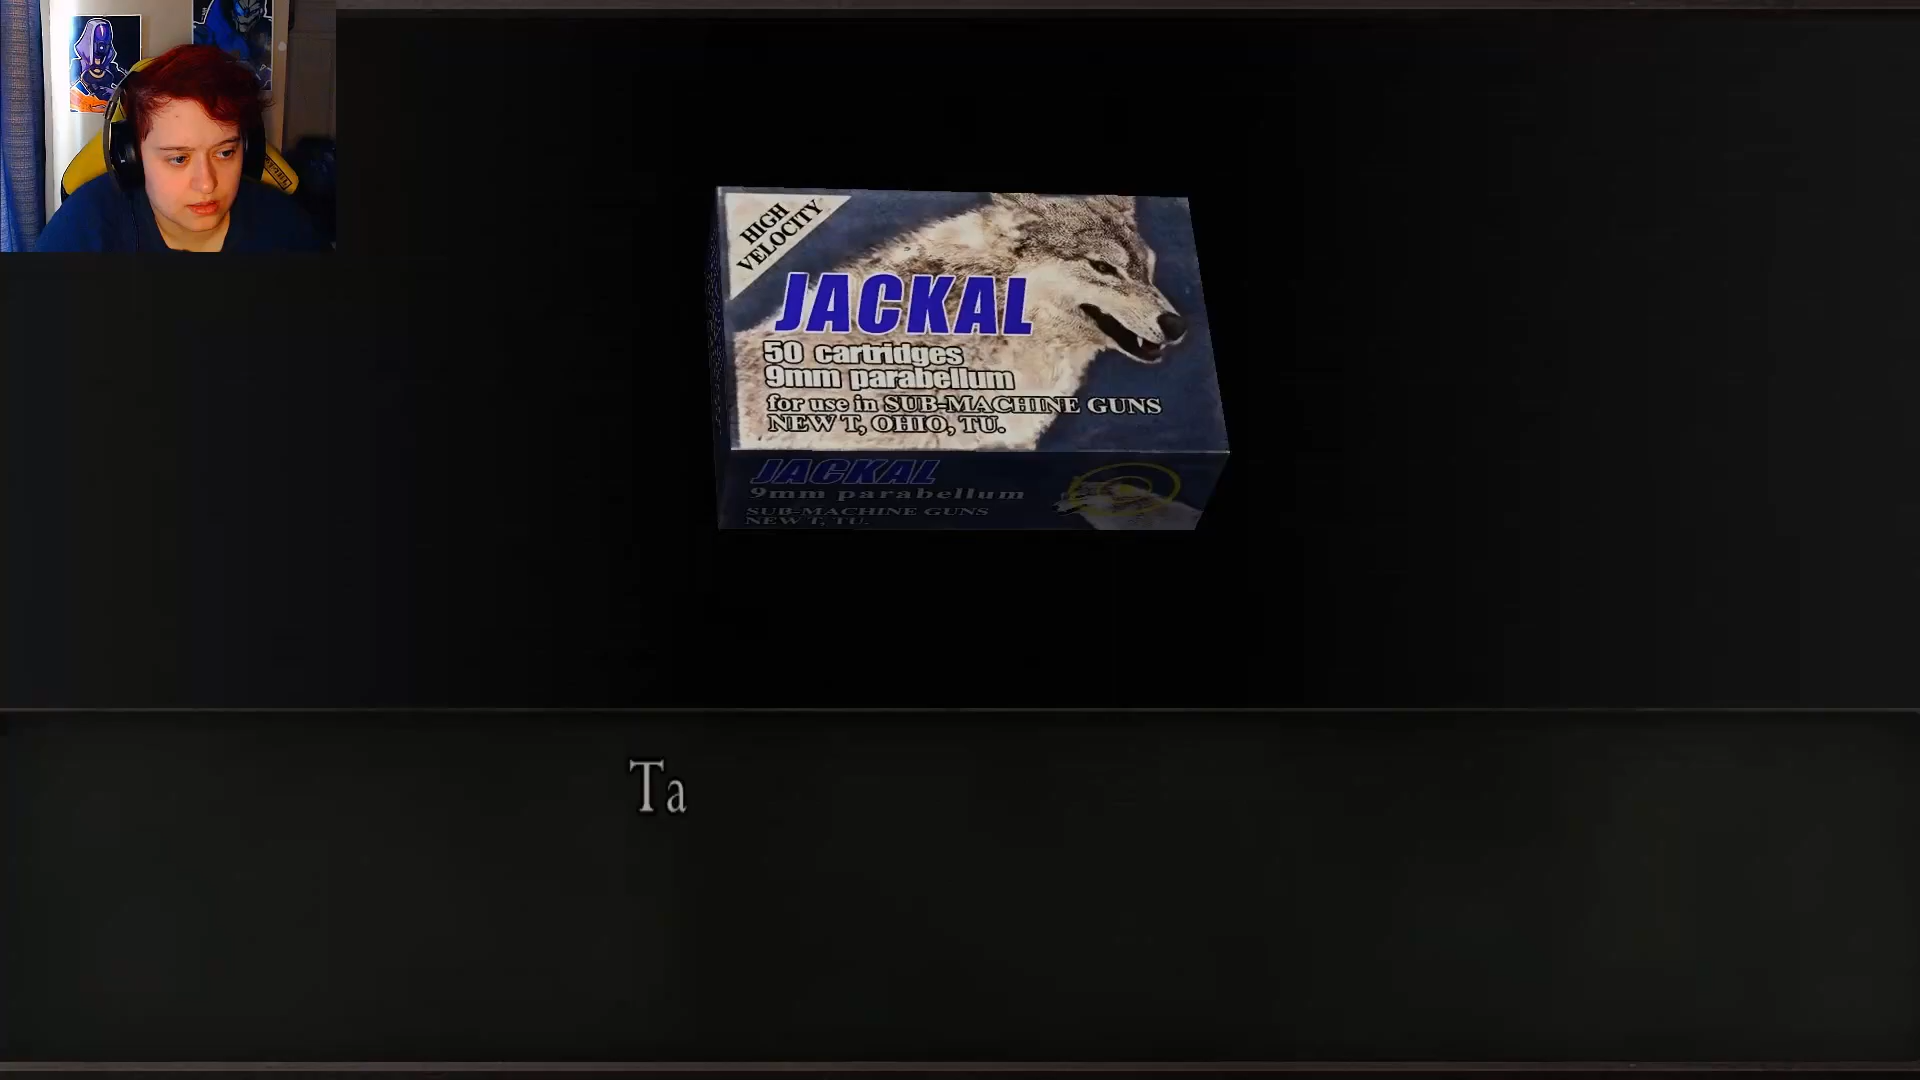 HIGH
VELOCITY
JACKAL
50 cartridges
9mm parabellum
for use in SUB-MACHINE GUNS
NEW T, OHIO, TU.
JACKAL
9mm parabellum
SUB-MACHINE GUNS
NEW T, TU.
Ta